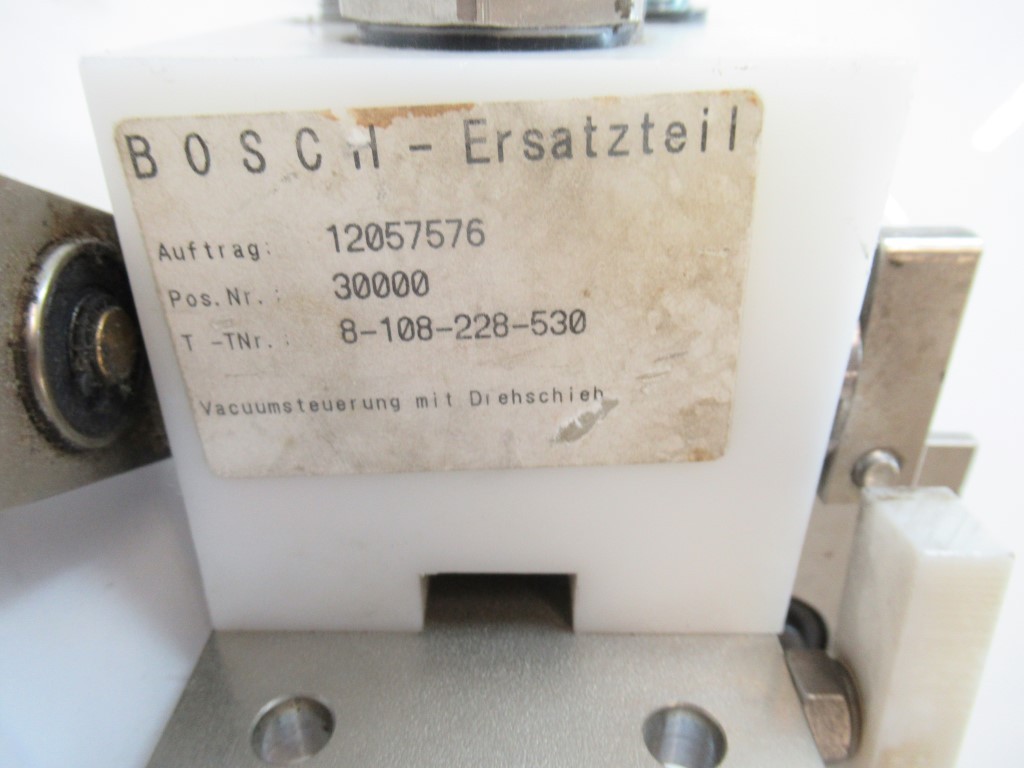 BOSCH - Ersatzteil
Auftrag: 12057576
Pos.Nr.: 30000
T -TNr.: 8-108-228-530
Vacuumsteuerung mit Drehschieb